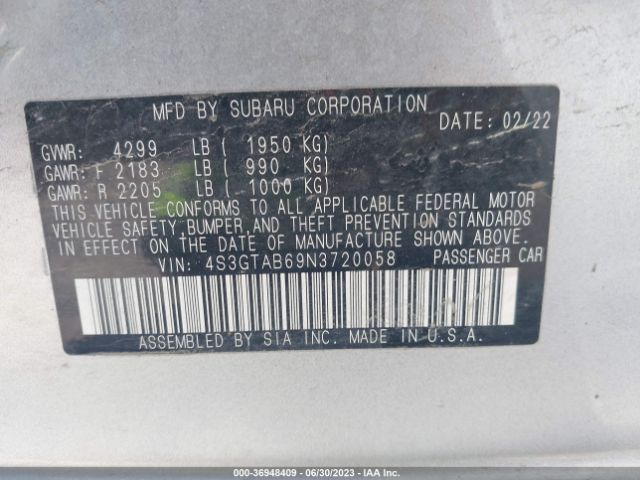 MFD BY SUBARU CORPORATION
DATE: 02/22
GVWR: 4299 LB ( 1950 KG)
GAWR: F 2183 LB ( 990 KG)
GAWR: R 2205 LB ( 1000 KG)
THIS VEHICLE CONFORMS TO ALL APPLICABLE FEDERAL MOTOR
VEHICLE SAFETY, BUMPER, AND THEFT PREVENTION STANDARDS
IN EFFECT ON THE DATE OF MANUFACTURE SHOWN ABOVE.
VIN: 4S3GTAB69N3720058 PASSENGER CAR
ASSEMBLED BY SIA INC. MADE IN U.S.A.
000-36948409 - 06/30/2023 - IAA Inc.